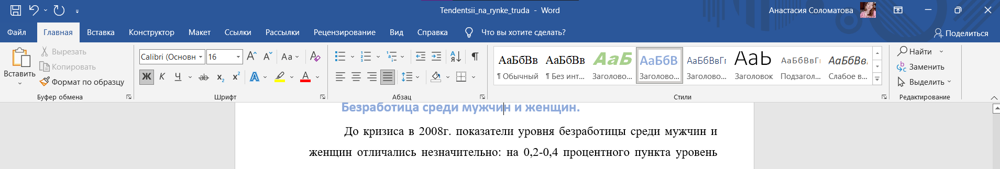 Tendentsii_na_rynke_truda - Word
Анастасия Соломатова
Файл Главная Вставка Конструктор Макет Ссылки Рассылки Рецензирование Вид Справка Что вы хотите сделать? Поделиться
Вставить
Вырезать
Копировать
Формат по образцу
Буфер обмена
Calibri (Основн 16
Аа
Ж К Ч ab x₂ x² A A
Шрифт
Абзац
АаБбВв АаБбВв АаБ АаБбВ АаБбВвГг АаЬ АаБбВвГг АаБбВв
¶ Обычный ¶ Без инт... Заголово... Заголово... Заголово... Заголовок Подзагол... Слабое в...
Стили
Найти
Заменить
Выделить
Редактирование
Безработица среди мужчин и женщин.
До кризиса в 2008г. показатели уровня безработицы среди мужчин и
женщин отличались незначительно: на 0,2-0,4 процентного пункта уровень